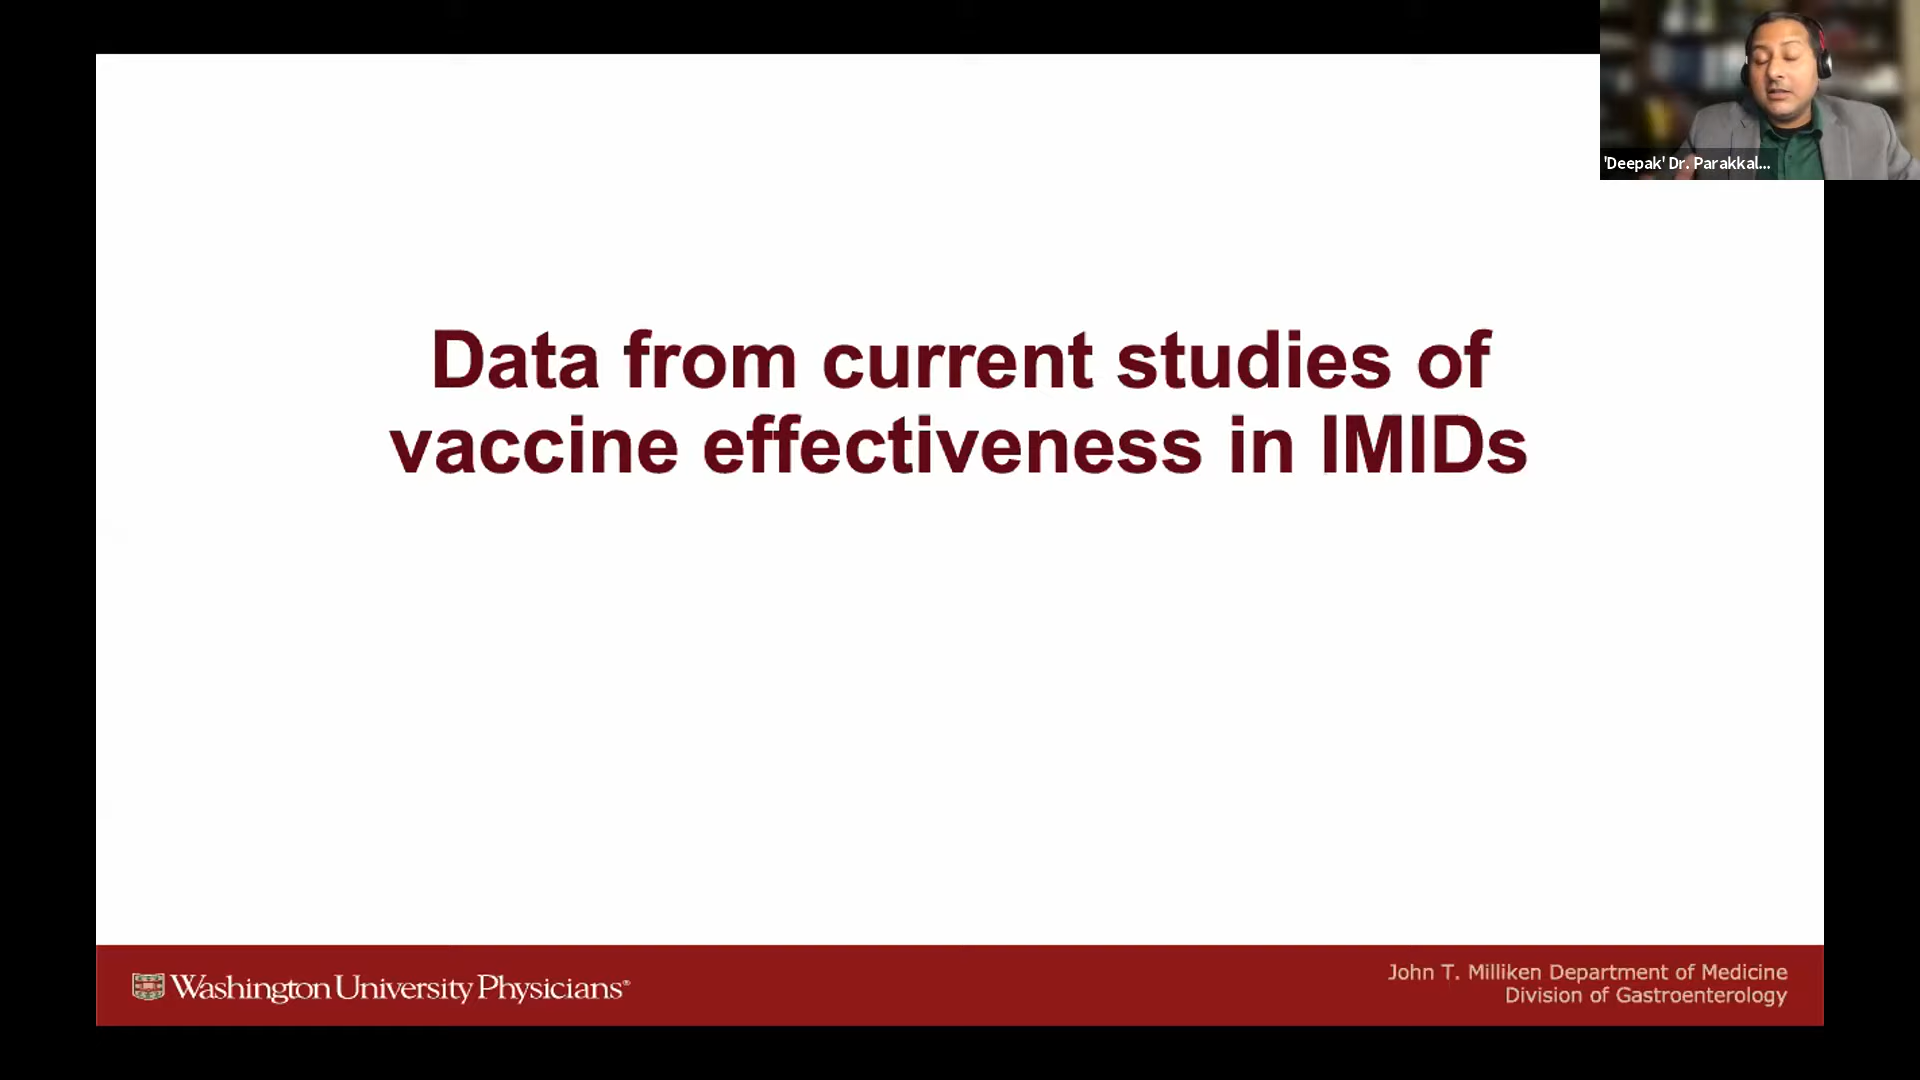 'Deepak' Dr. Parakkal...
Data from current studies of
vaccine effectiveness in IMIDs
Washington University Physicians®
John T. Milliken Department of Medicine
Division of Gastroenterology